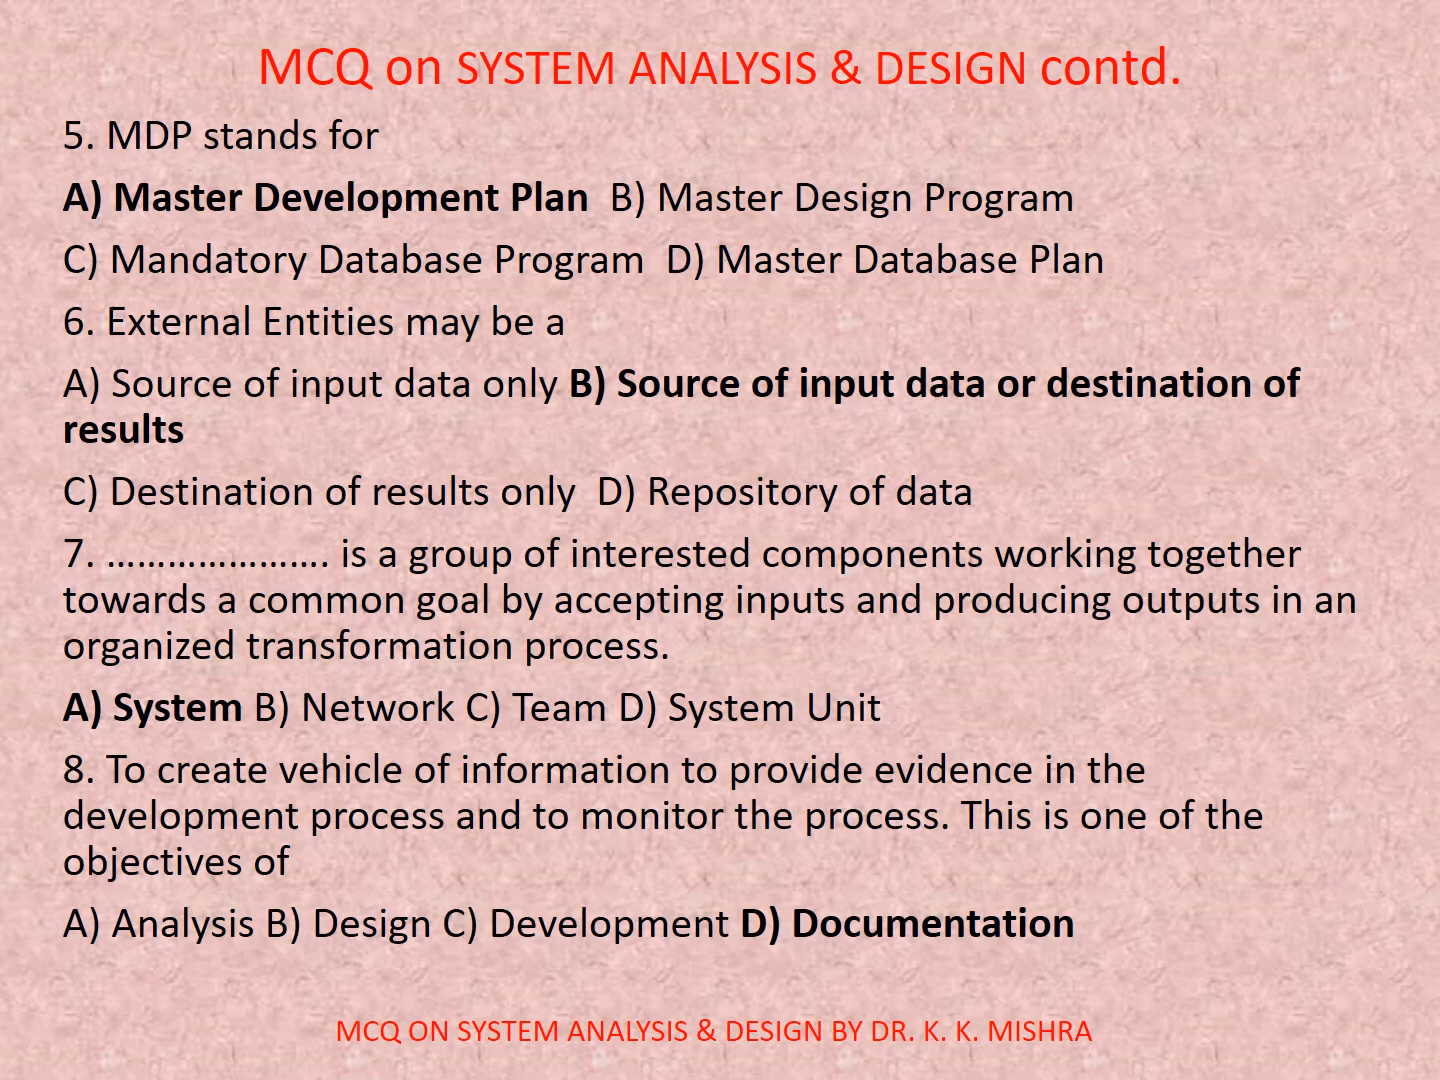 MCQ on SYSTEM ANALYSIS & DESIGN contd.
5. MDP stands for
A) Master Development Plan  B) Master Design Program
C) Mandatory Database Program  D) Master Database Plan
6. External Entities may be a
A) Source of input data only B) Source of input data or destination of
results
C) Destination of results only  D) Repository of data
7. …………………. is a group of interested components working together
towards a common goal by accepting inputs and producing outputs in an
organized transformation process.
A) System B) Network C) Team D) System Unit
8. To create vehicle of information to provide evidence in the
development process and to monitor the process. This is one of the
objectives of
A) Analysis B) Design C) Development D) Documentation
MCQ ON SYSTEM ANALYSIS & DESIGN BY DR. K. K. MISHRA